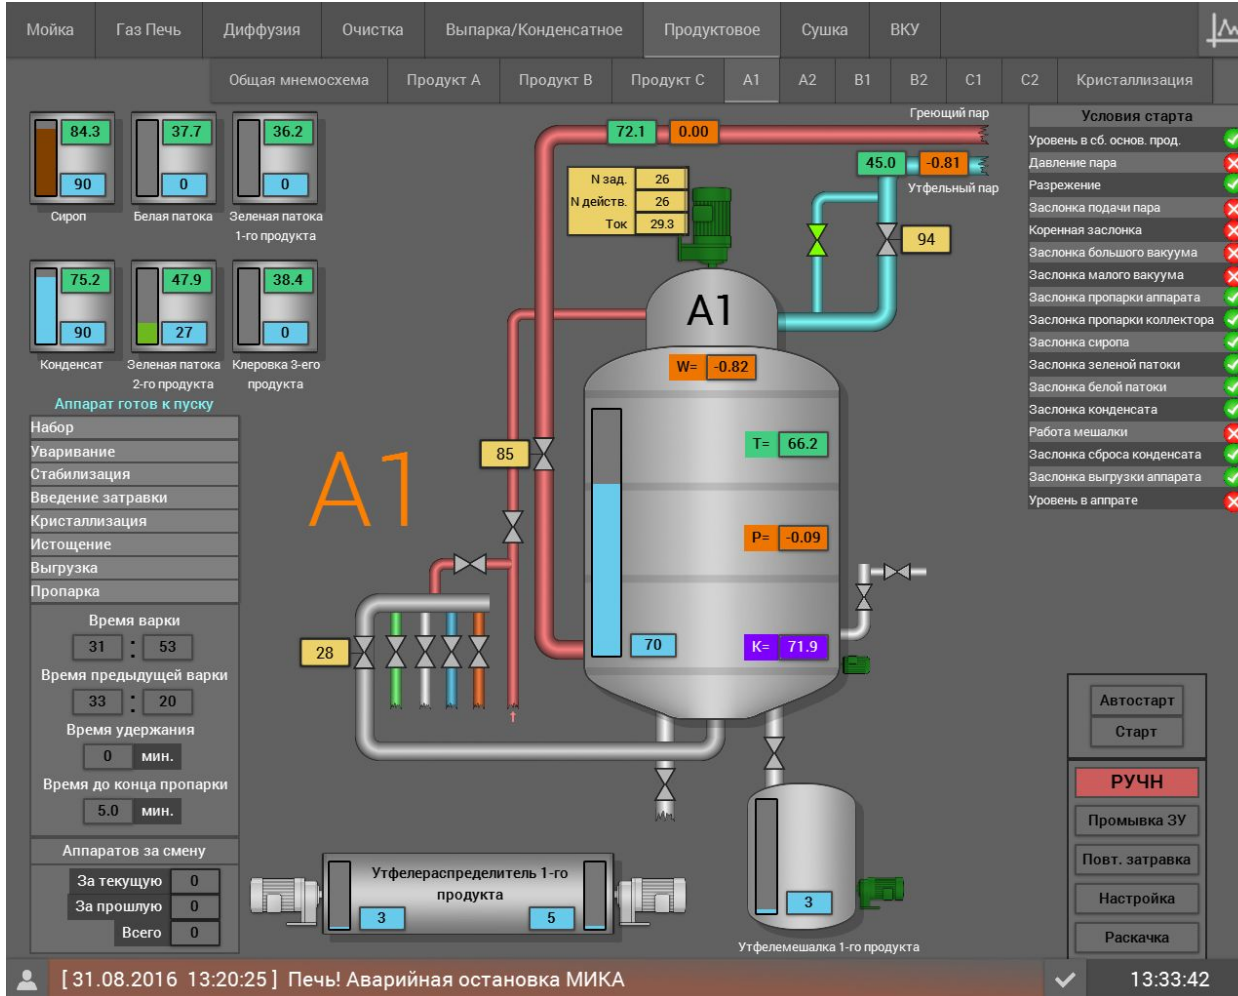 Мойка
Газ Печь
Диффузия
Очистка
Выпарка/Конденсатное
Продуктовое
Сушка
ВКУ
Общая мнемосхема
Продукт А
Продукт В
Продукт С
A1
A2
B1
B2
C1
C2
Кристаллизация
84.3
90
Сироп
37.7
0
Белая патока
36.2
0
Зеленая патока
1-го продукта
75.2
90
Конденсат
47.9
27
Зеленая патока
2-го продукта
38.4
0
Клеровка 3-его
продукта
Аппарат готов к пуску
Набор
Уваривание
Стабилизация
Введение затравки
Кристаллизация
Истощение
Выгрузка
Пропарка
Время варки
31 : 53
Время предыдущей варки
33 : 20
Время удержания
0 мин.
Время до конца пропарки
5.0 мин.
Аппаратов за смену
За текущую 0
За прошлую 0
Всего 0
A1
72.1 0.00
Греющий пар
45.0 -0.81
Утфельный пар
N зад. 26
N действ. 26
Ток 29.3
94
A1
W= -0.82
85
T= 66.2
P= -0.09
K= 71.9
70
28
Утфелераспределитель 1-го
продукта
3
5
3
Утфелемешалка 1-го продукта
Условия старта
Уровень в сб. основ. прод.
Давление пара
Разрежение
Заслонка подачи пара
Коренная заслонка
Заслонка большого вакуума
Заслонка малого вакуума
Заслонка пропарки аппарата
Заслонка пропарки коллектора
Заслонка сиропа
Заслонка зеленой патоки
Заслонка белой патоки
Заслонка конденсата
Работа мешалки
Заслонка сброса конденсата
Заслонка выгрузки аппарата
Уровень в аппрате
Автостарт
Старт
РУЧН
Промывка ЗУ
Повт. затравка
Настройка
Раскачка
[ 31.08.2016 13:20:25 ] Печь! Аварийная остановка МИКА
13:33:42